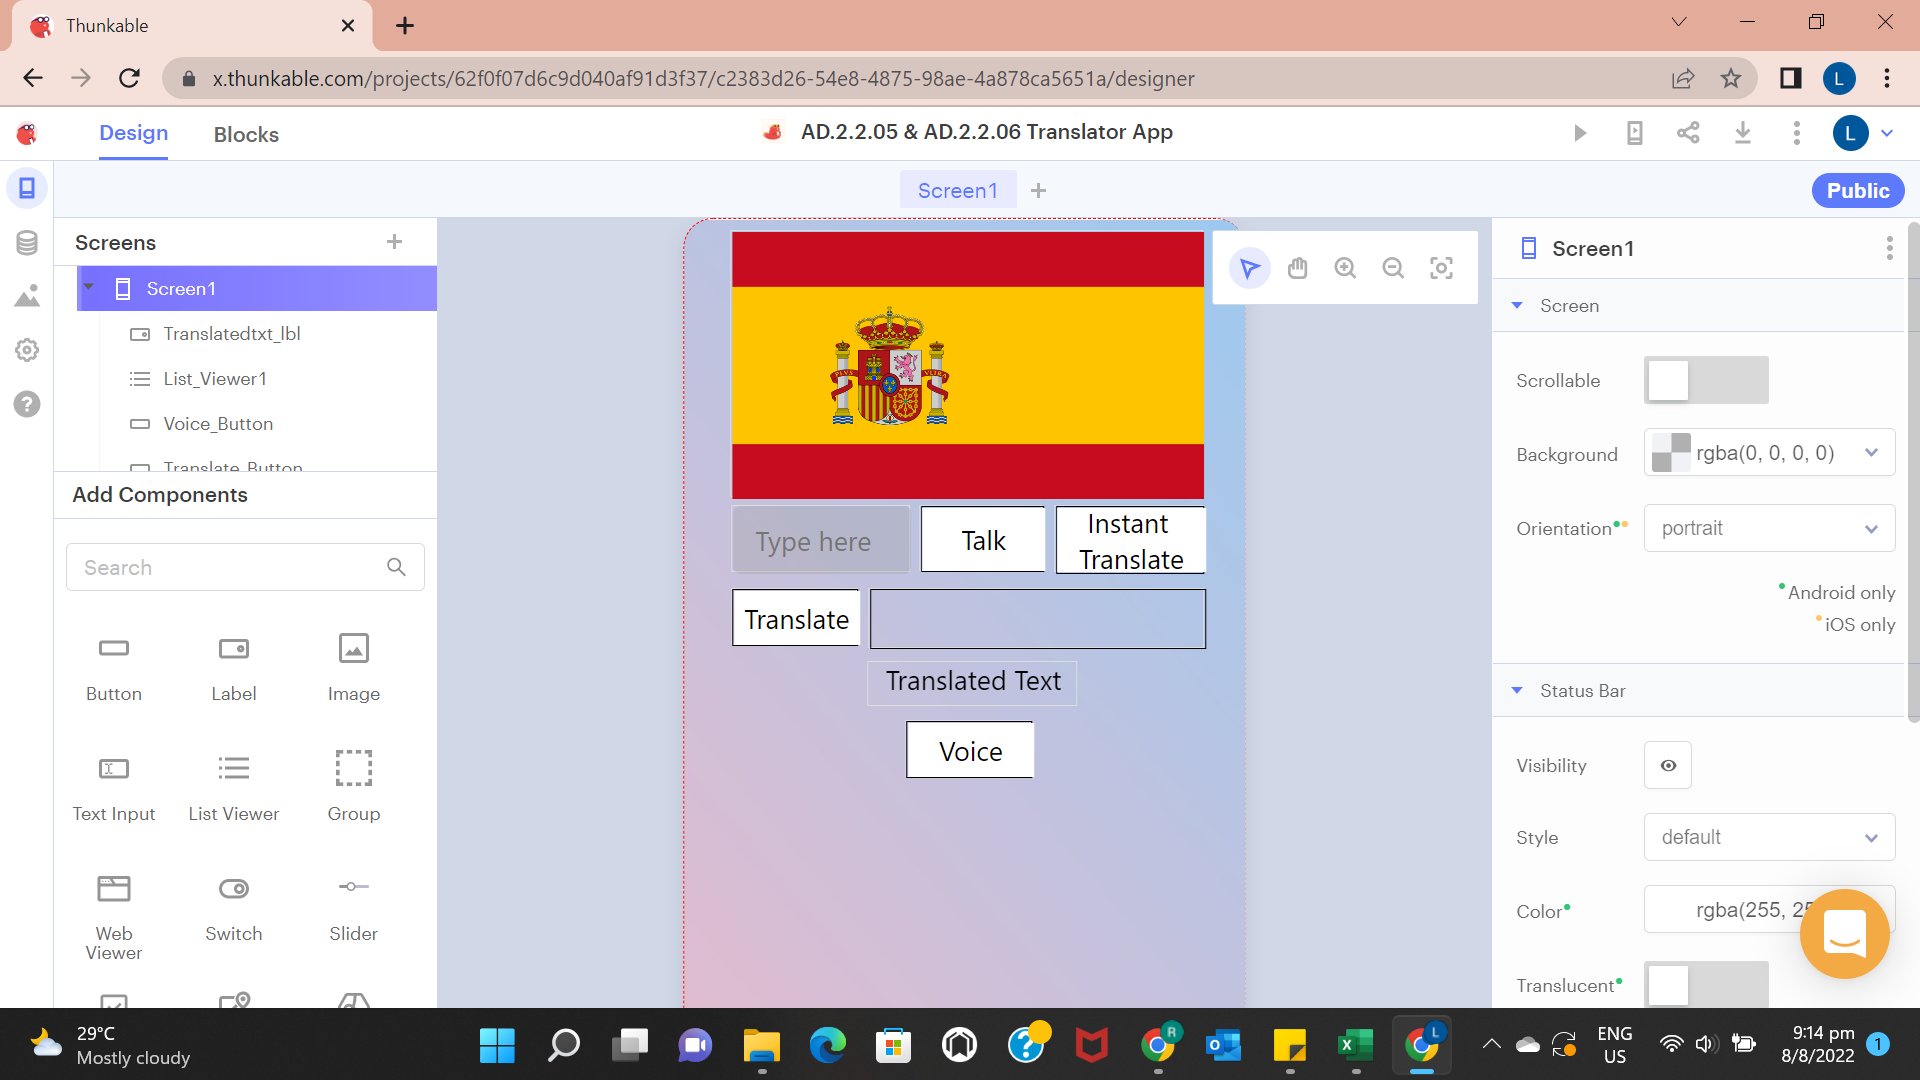 Thunkable
x.thunkable.com/projects/62f0f07d6c9d040af91d3f37/c2383d26-54e8-4875-98ae-4a878ca5651a/designer
L
Design
Blocks
AD.2.2.05 & AD.2.2.06 Translator App
L
Screen1
Public
Screens
Screen1
Translatedtxt_lbl
List_Viewer1
Voice_Button
Translate_Button
Add Components
Search
Button
Label
Image
Text Input
List Viewer
Group
Web
Viewer
Switch
Slider
PLVS
VLTRA
Type here
Talk
Instant
Translate
Translate
Translated Text
Voice
Screen1
Screen
Scrollable
Background
rgba(0, 0, 0, 0)
Orientation
portrait
Android only
iOS only
Status Bar
Visibility
Style
default
Color
rgba(255, 25
Translucent
29°C
Mostly cloudy
R
L
ENG
US
9:14 pm
8/8/2022
1